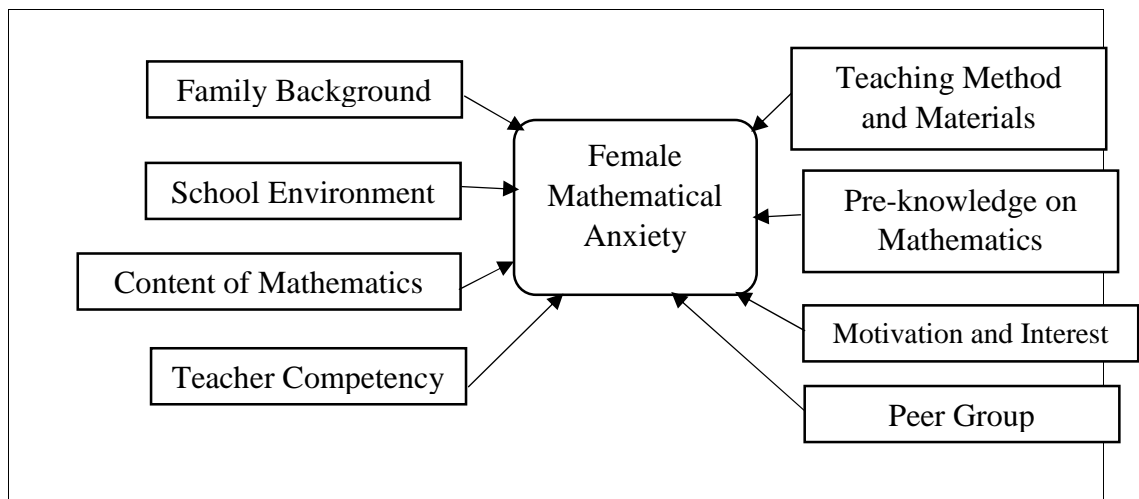 Family Background
School Environment
Content of Mathematics
Teacher Competency
Female
Mathematical
Anxiety
Teaching Method
and Materials
Pre-knowledge on
Mathematics
Motivation and Interest
Peer Group